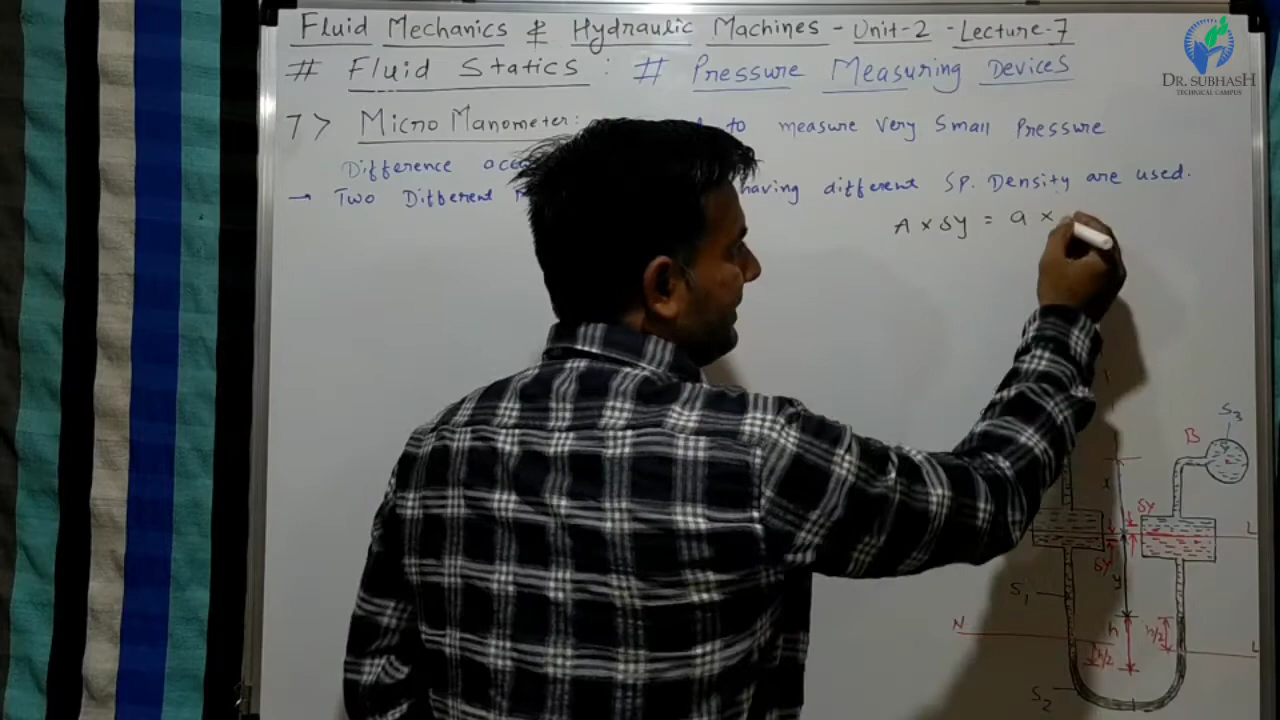 Fluid Mechanics & Hydraulic Machines - Unit-2 - Lecture-7
# Fluid Statics : # Pressure Measuring Devices
DR. SUBHASH
TECHNICAL CAMPUS
7> Micro Manometer: to measure Very Small Pressure
Difference
→ Two Different having different SP. Density are used.
A × δy = a ×
S3
B
x
δy
L
δy
y
S1
N
h
h/2
h/2
L
S2